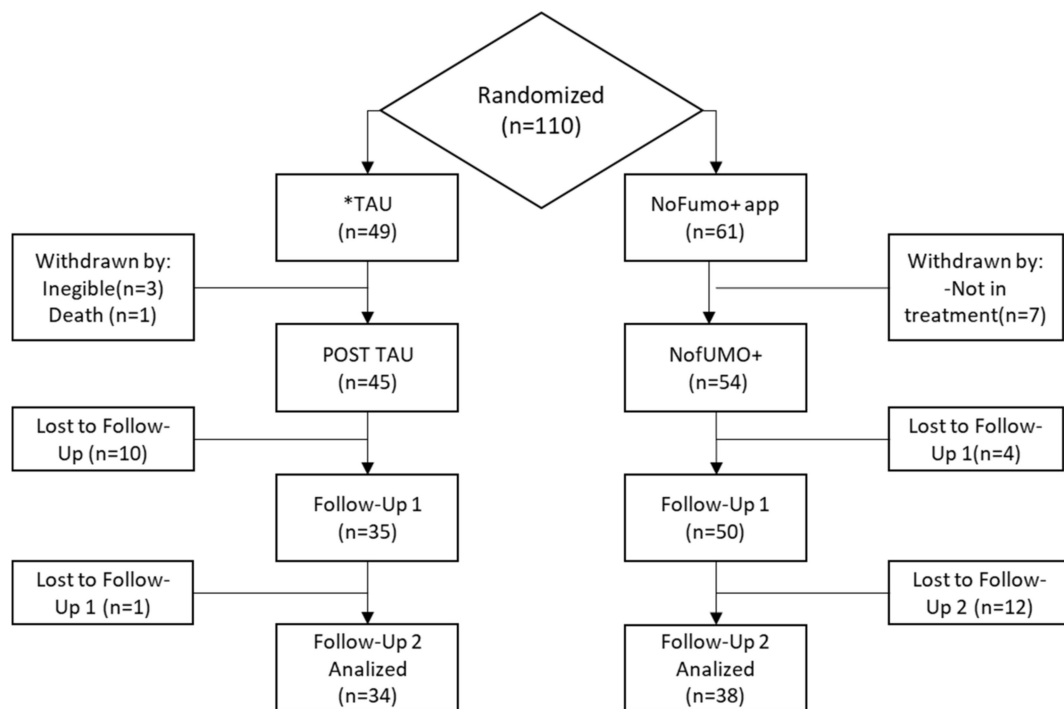 Randomized
(n=110)
*TAU
(n=49)
NoFumo+ app
(n=61)
Withdrawn by:
Inegible(n=3)
Death (n=1)
Withdrawn by:
-Not in
treatment(n=7)
POST TAU
(n=45)
NofUMO+
(n=54)
Lost to Follow-
Up (n=10)
Lost to Follow-
Up 1(n=4)
Follow-Up 1
(n=35)
Follow-Up 1
(n=50)
Lost to Follow-
Up 1 (n=1)
Lost to Follow-
Up 2 (n=12)
Follow-Up 2
Analized
(n=34)
Follow-Up 2
Analized
(n=38)